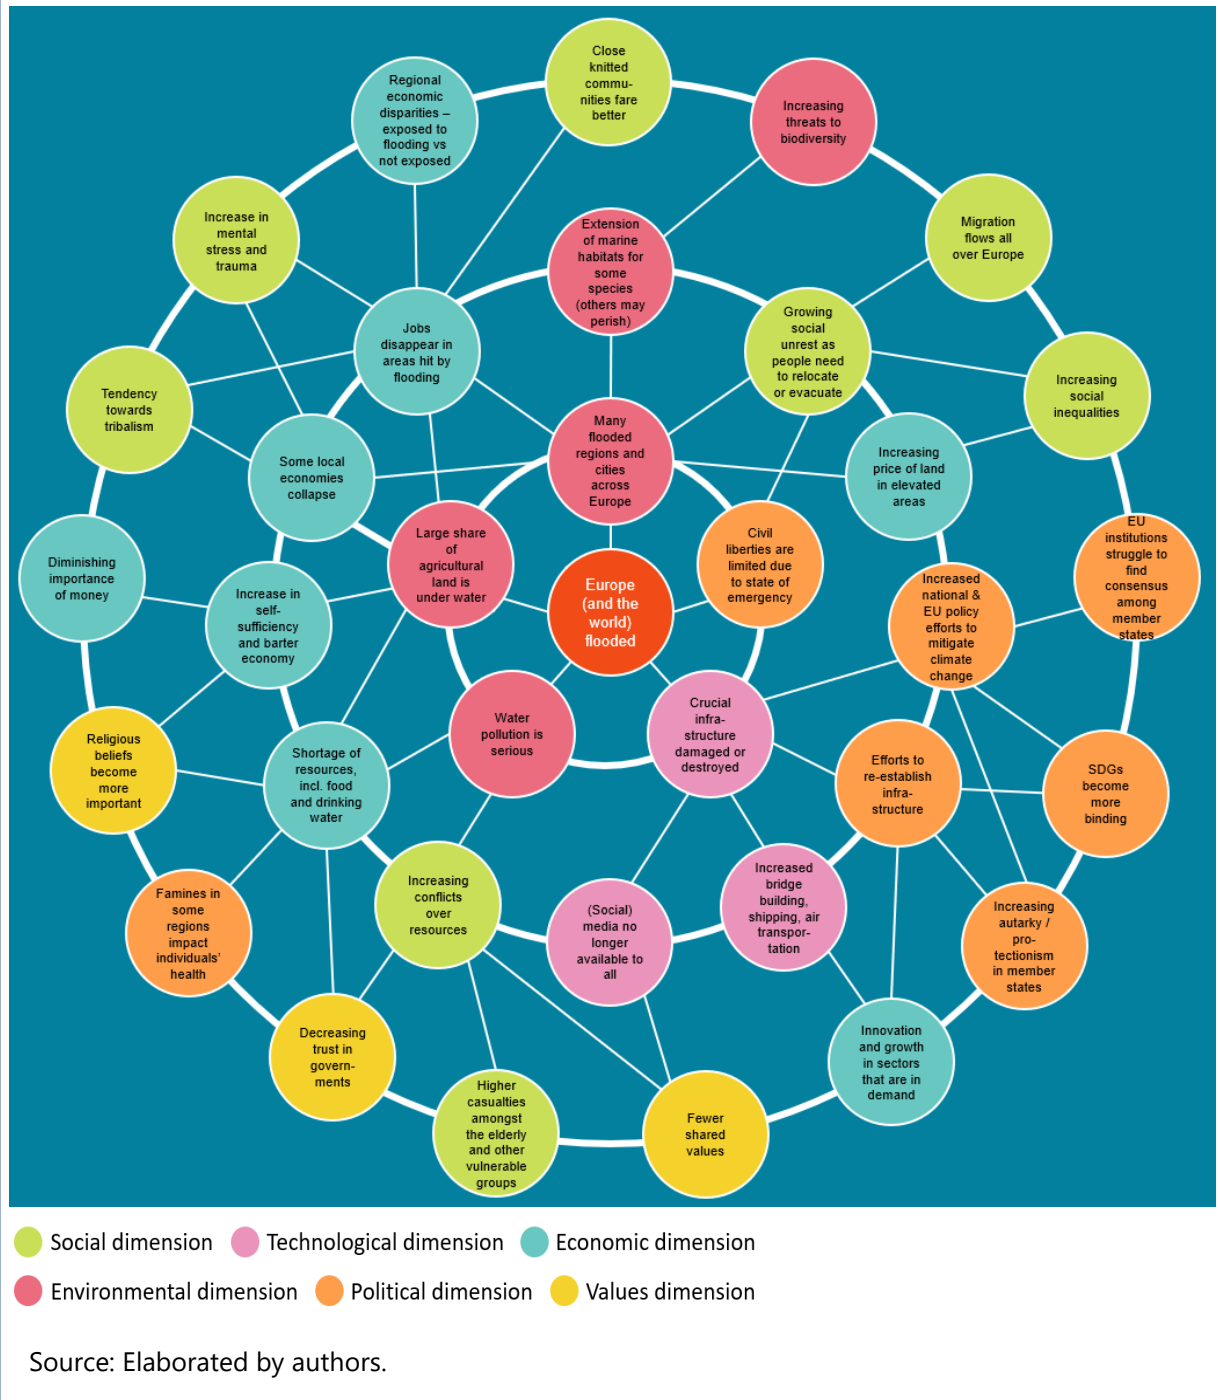 Close
knitted
commu-
nities fare
better
Regional
economic
disparities –
exposed to
flooding vs
not exposed
Increasing
threats to
biodiversity
Increase in
mental
stress and
trauma
Extension
of marine
habitats for
some
species
(others may
perish)
Migration
flows all
over Europe
Jobs
disappear in
areas hit by
flooding
Growing
social
unrest as
people need
to relocate
or evacuate
Tendency
towards
tribalism
Increasing
social
inequalities
Some local
economies
collapse
Many
flooded
regions and
cities
across
Europe
Increasing
price of land
in elevated
areas
Diminishing
importance
of money
Large share
of
agricultural
land is
under water
Civil
liberties are
limited due
to state of
emergency
EU
institutions
struggle to
find
consensus
among
member
states
Increase in
self-
sufficiency
and barter
economy
Europe
(and the
world)
flooded
Increased
national &
EU policy
efforts to
mitigate
climate
change
Religious
beliefs
become
more
important
Shortage of
resources,
incl. food
and drinking
water
Water
pollution is
serious
Crucial
infra-
structure
damaged or
destroyed
Efforts to
re-establish
infra-
structure
SDGs
become
more
binding
Famines in
some
regions
impact
individuals’
health
Increasing
conflicts
over
resources
(Social)
media no
longer
available to
all
Increased
bridge
building,
shipping, air
transpor-
tation
Increasing
autarky /
pro-
tectionism
in member
states
Decreasing
trust in
govern-
ments
Higher
casualties
amongst
the elderly
and other
vulnerable
groups
Fewer
shared
values
Innovation
and growth
in sectors
that are in
demand
Social dimension Technological dimension Economic dimension
Environmental dimension Political dimension Values dimension
Source: Elaborated by authors.